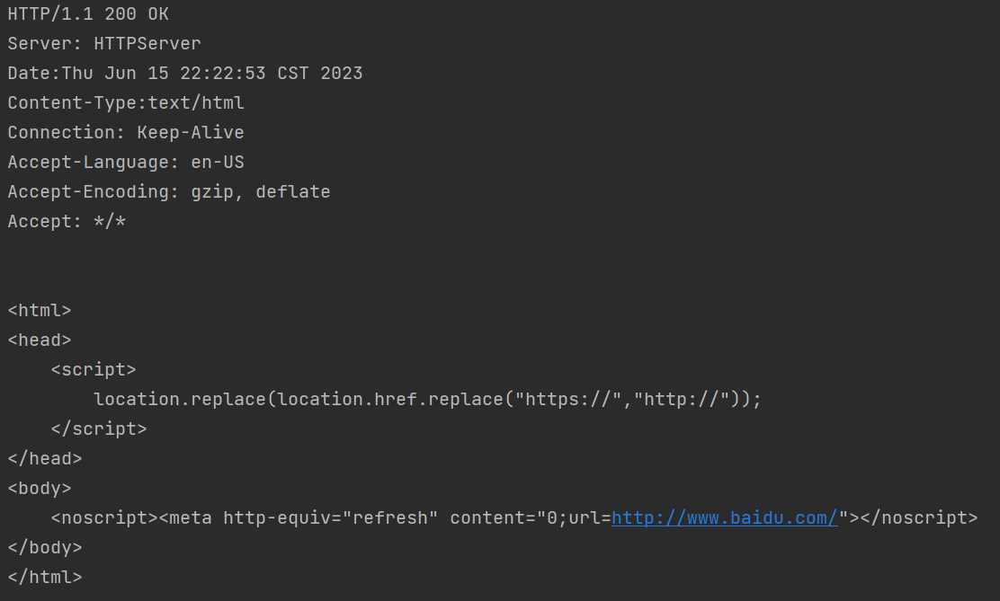 HTTP/1.1 200 OK
Server: HTTPServer
Date:Thu Jun 15 22:22:53 CST 2023
Content-Type:text/html
Connection: Keep-Alive
Accept-Language: en-US
Accept-Encoding: gzip, deflate
Accept: */*
<html>
<head>
    <script>
        location.replace(location.href.replace("https://","http://"));
    </script>
</head>
<body>
    <noscript><meta http-equiv="refresh" content="0;url=http://www.baidu.com/"></noscript>
</body>
</html>